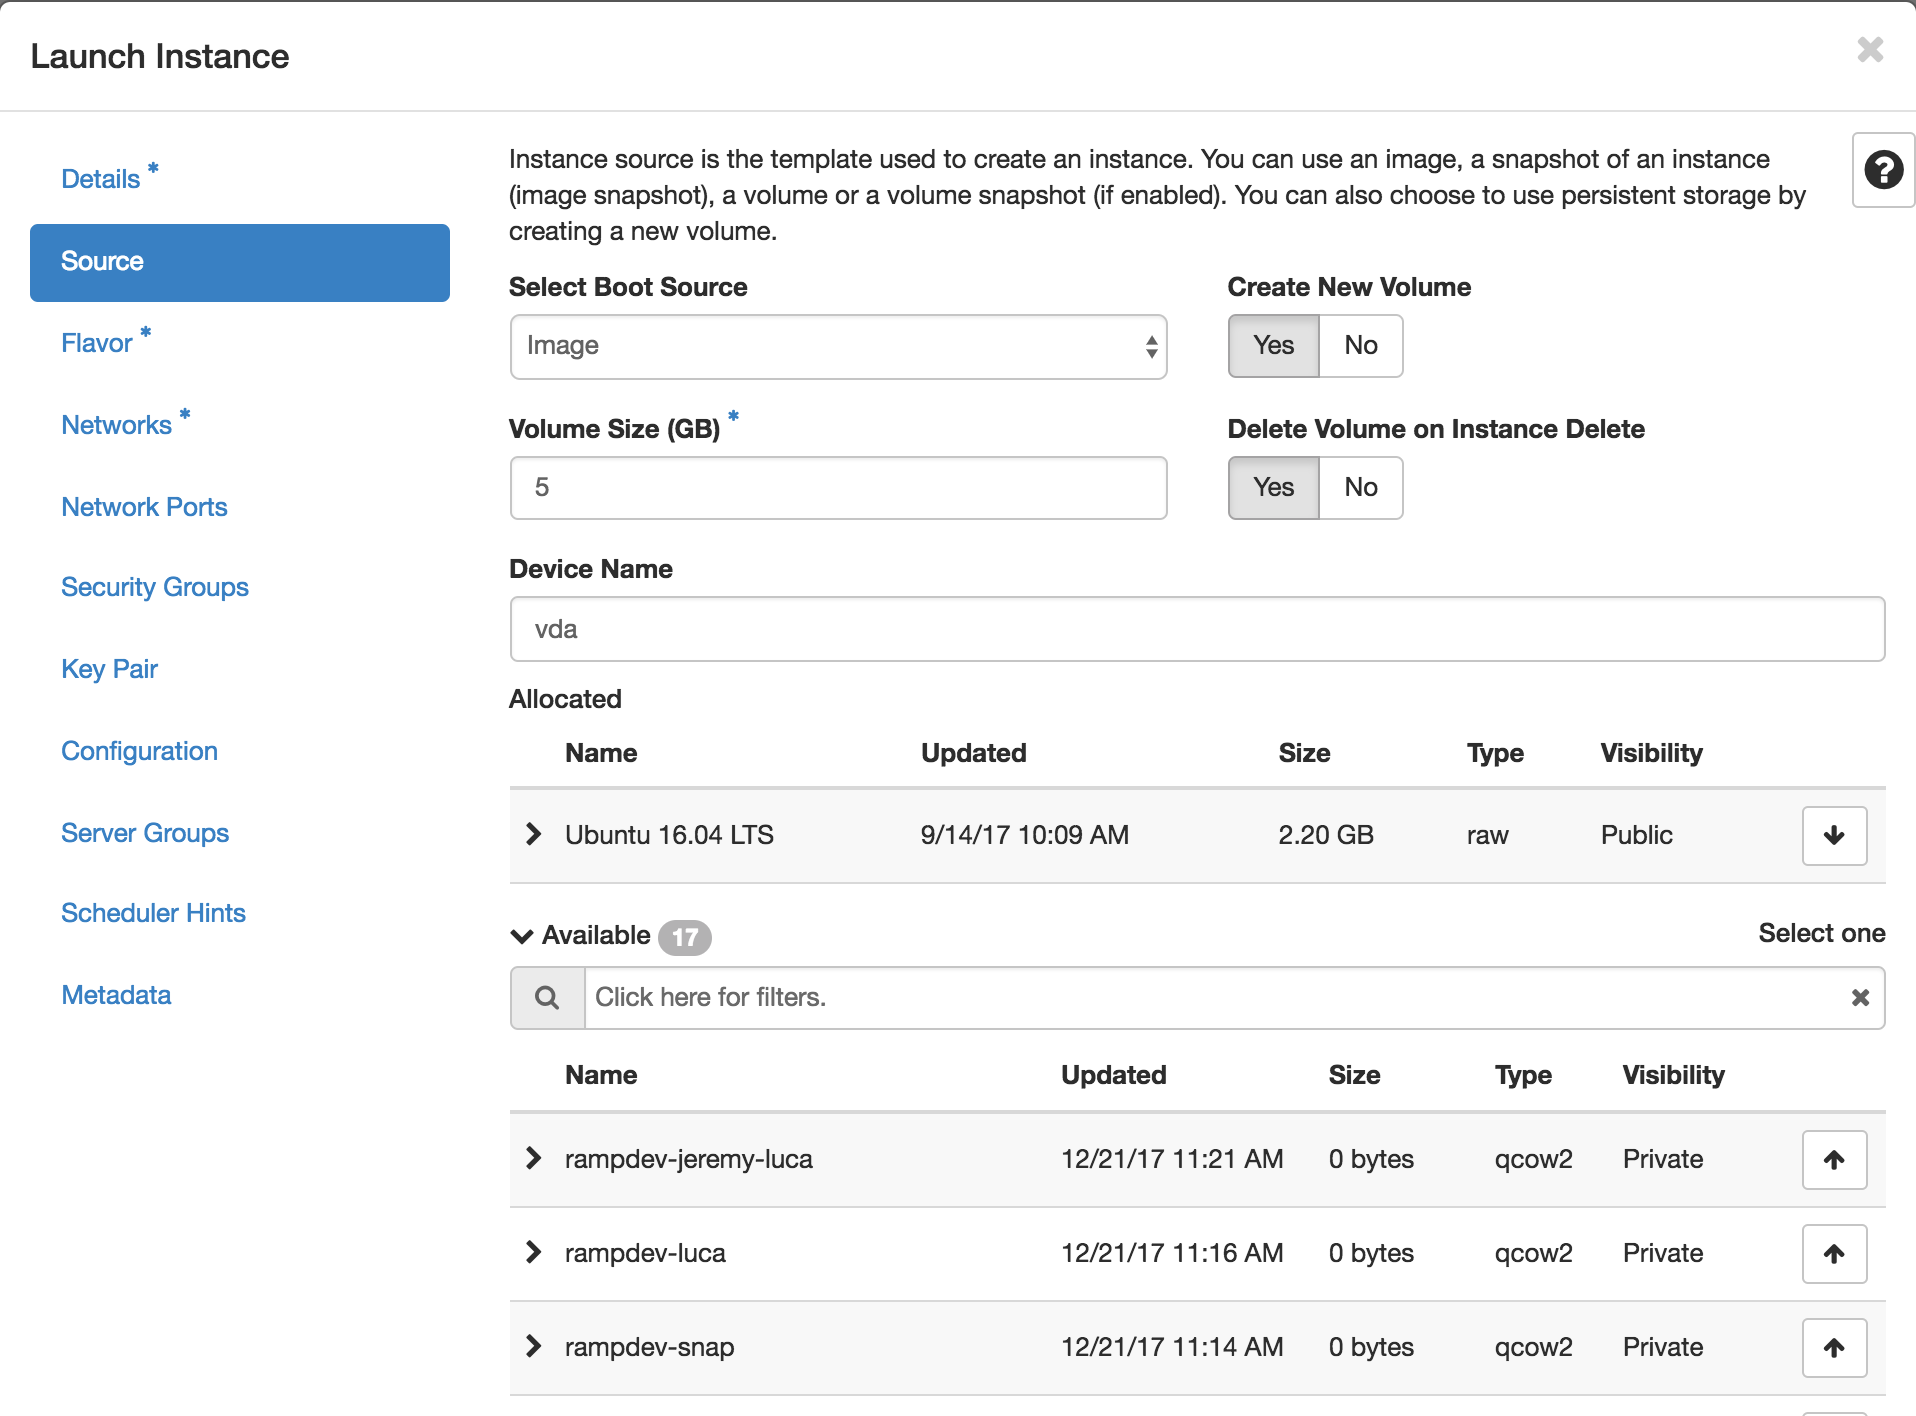 Launch Instance
Details *
Source
Flavor *
Networks *
Network Ports
Security Groups
Key Pair
Configuration
Server Groups
Scheduler Hints
Metadata
Instance source is the template used to create an instance. You can use an image, a snapshot of an instance
(image snapshot), a volume or a volume snapshot (if enabled). You can also choose to use persistent storage by
creating a new volume.
Select Boot Source
Image
Create New Volume
Yes No
Volume Size (GB) *
5
Delete Volume on Instance Delete
Yes No
Device Name
vda
Allocated
Name Updated Size Type Visibility
Ubuntu 16.04 LTS 9/14/17 10:09 AM 2.20 GB raw Public
Available 17 Select one
Click here for filters.
Name Updated Size Type Visibility
rampdev-jeremy-luca 12/21/17 11:21 AM 0 bytes qcow2 Private
rampdev-luca 12/21/17 11:16 AM 0 bytes qcow2 Private
rampdev-snap 12/21/17 11:14 AM 0 bytes qcow2 Private